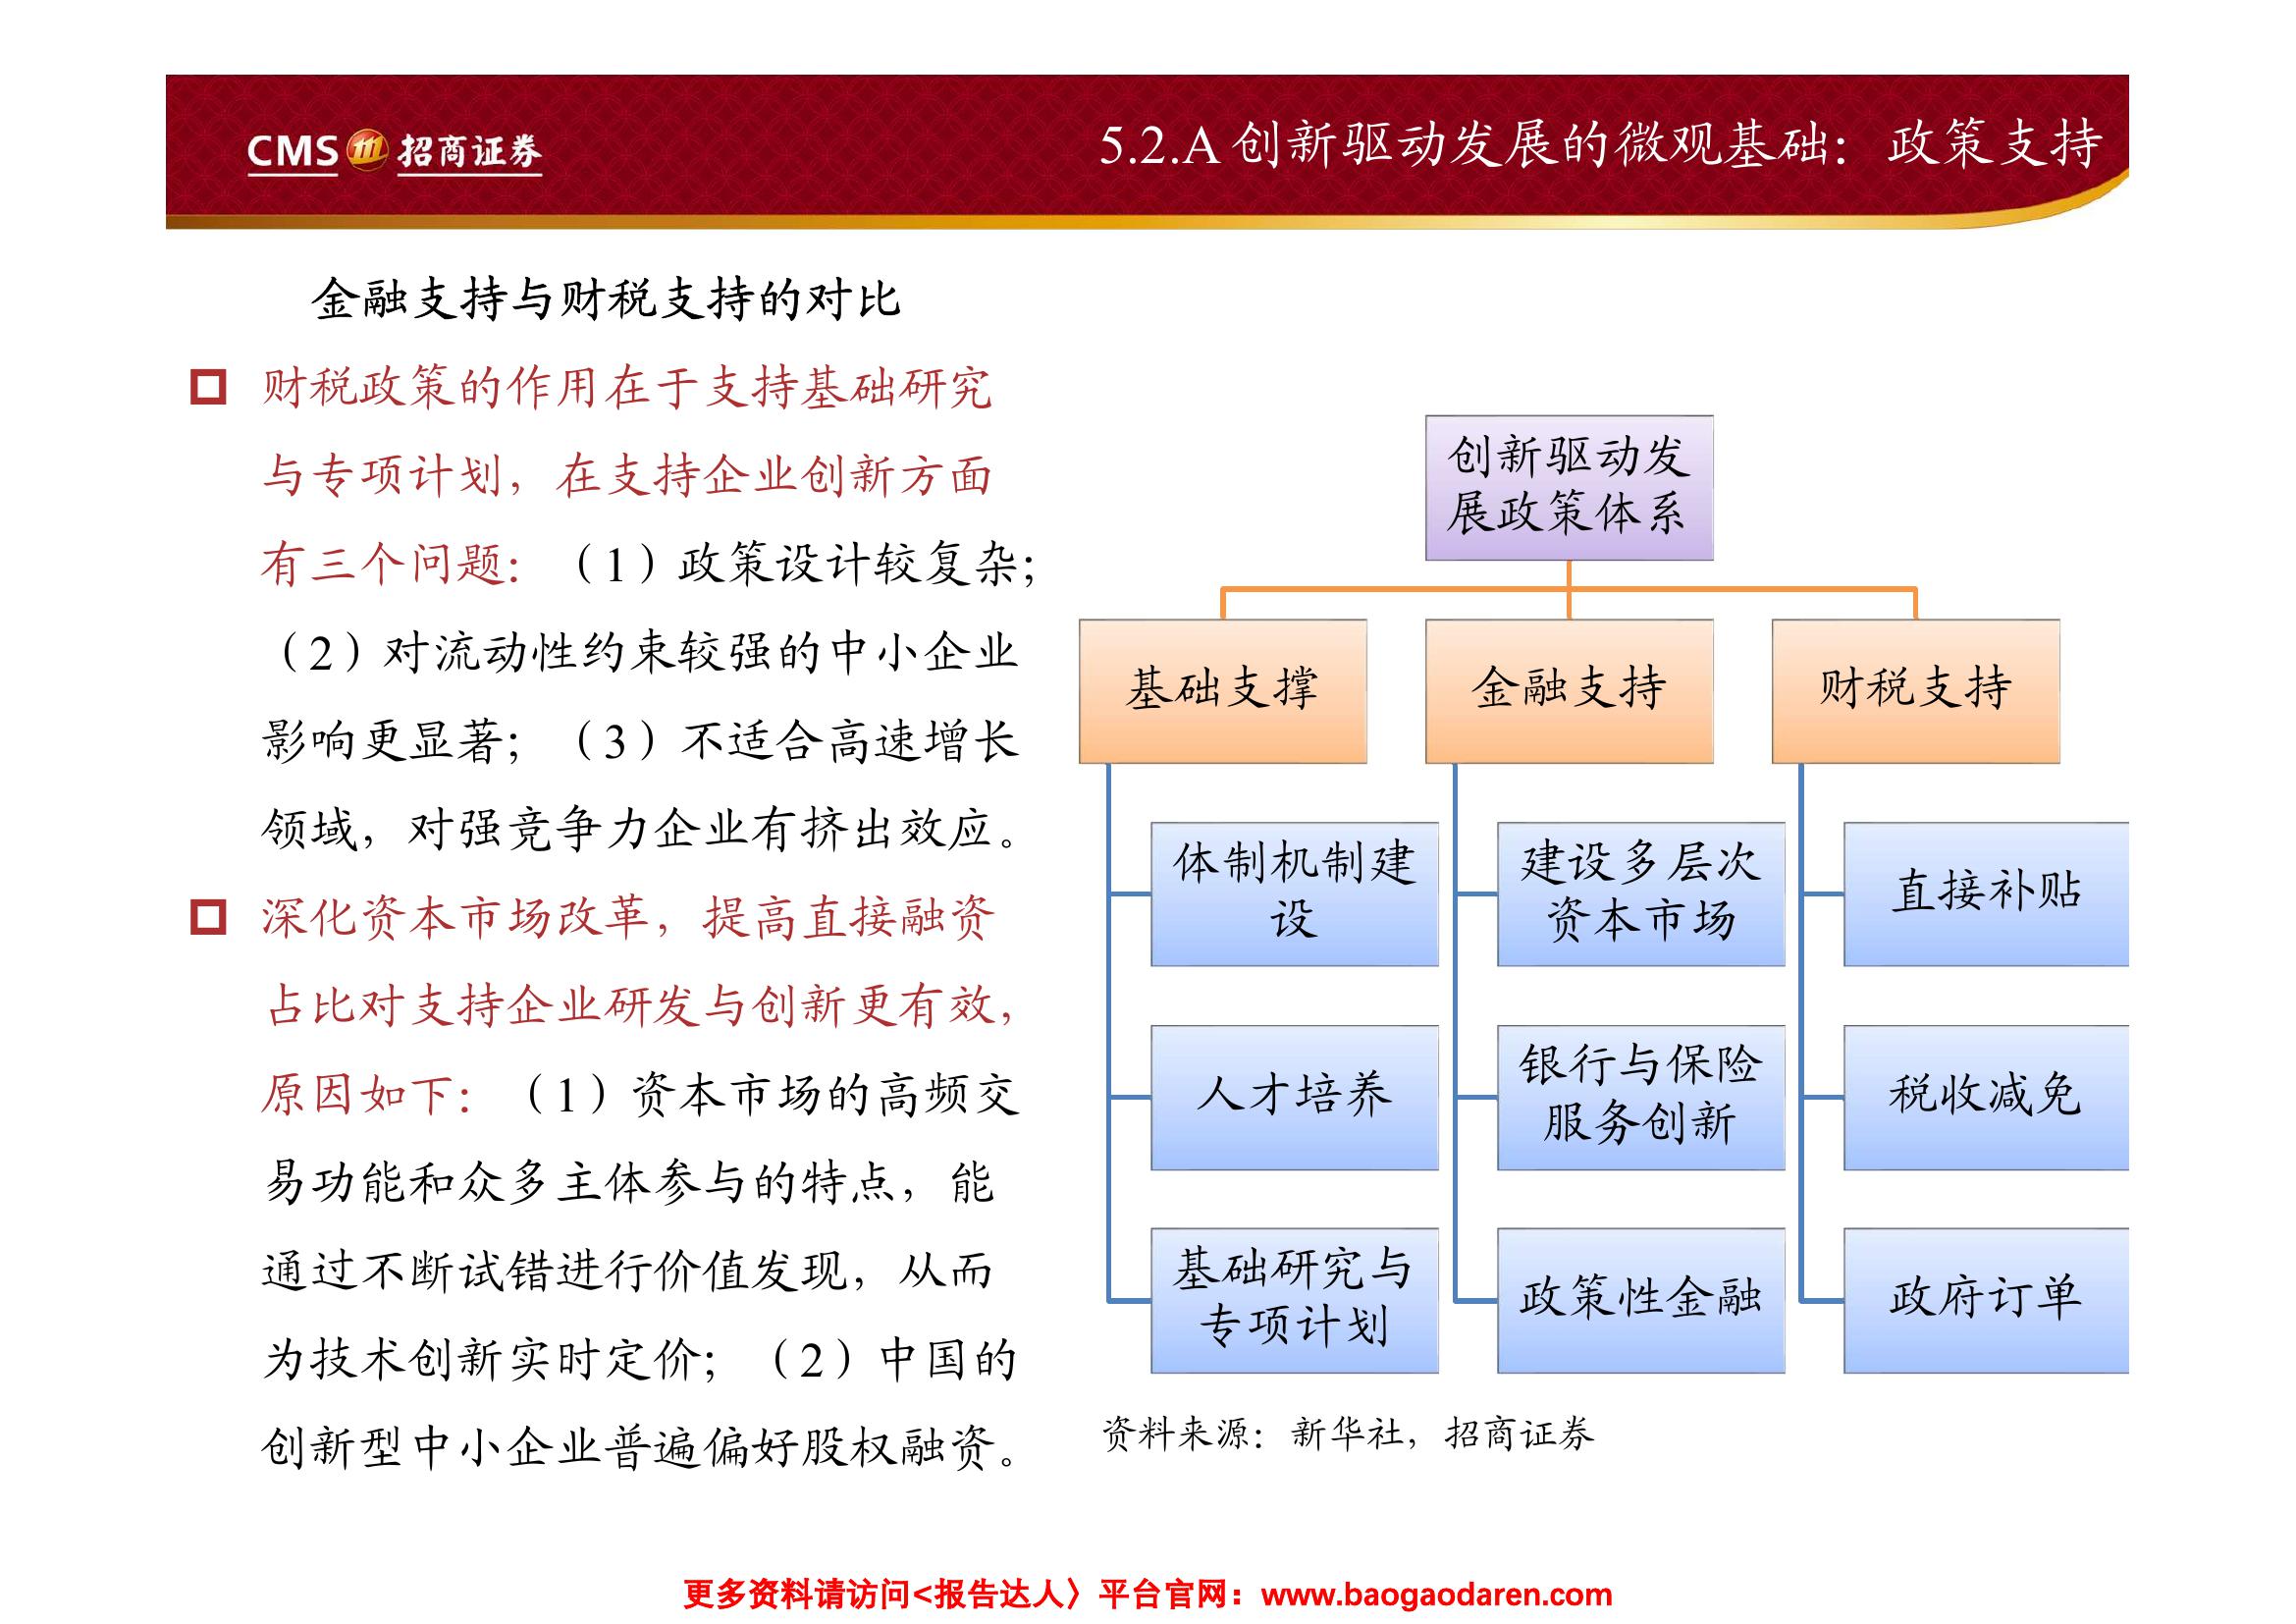 CMS 招商证券
5.2.A 创新驱动发展的微观基础：政策支持
金融支持与财税支持的对比
财税政策的作用在于支持基础研究
与专项计划，在支持企业创新方面
有三个问题：（1）政策设计较复杂；
（2）对流动性约束较强的中小企业
影响更显著；（3）不适合高速增长
领域，对强竞争力企业有挤出效应。
深化资本市场改革，提高直接融资
占比对支持企业研发与创新更有效，
原因如下：（1）资本市场的高频交
易功能和众多主体参与的特点，能
通过不断试错进行价值发现，从而
为技术创新实时定价；（2）中国的
创新型中小企业普遍偏好股权融资。
创新驱动发
展政策体系
基础支撑
体制机制建
设
人才培养
基础研究与
专项计划
金融支持
建设多层次
资本市场
银行与保险
服务创新
政策性金融
财税支持
直接补贴
税收减免
政府订单
资料来源：新华社，招商证券
更多资料请访问<报告达人〉平台官网：www.baogaodaren.com